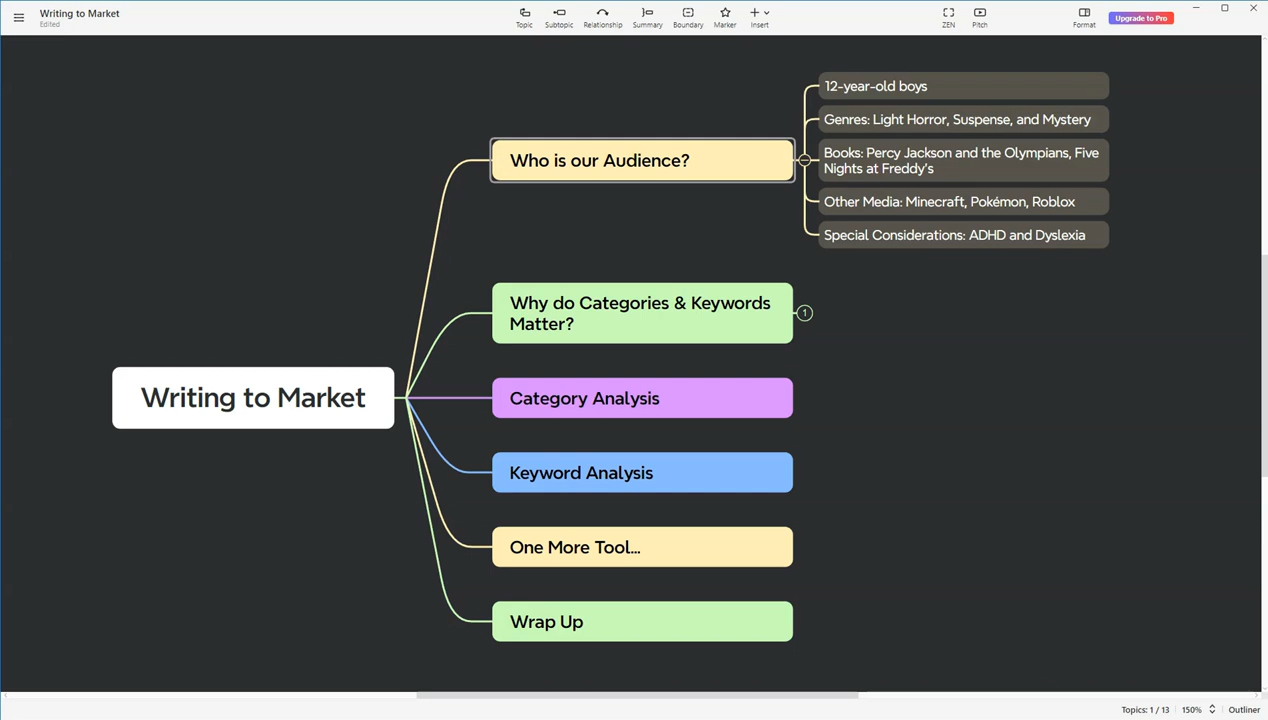 Writing to Market
Edited
Topic
Subtopic
Relationship
Summary
Boundary
Marker
Insert
ZEN
Pitch
Format
Upgrade to Pro
12-year-old boys
Genres: Light Horror, Suspense, and Mystery
Who is our Audience?
Books: Percy Jackson and the Olympians, Five
Nights at Freddy's
Other Media: Minecraft, Pokémon, Roblox
Special Considerations: ADHD and Dyslexia
Why do Categories & Keywords
Matter?
1
Writing to Market
Category Analysis
Keyword Analysis
One More Tool...
Wrap Up
Topics: 1 / 13
150%
Outliner